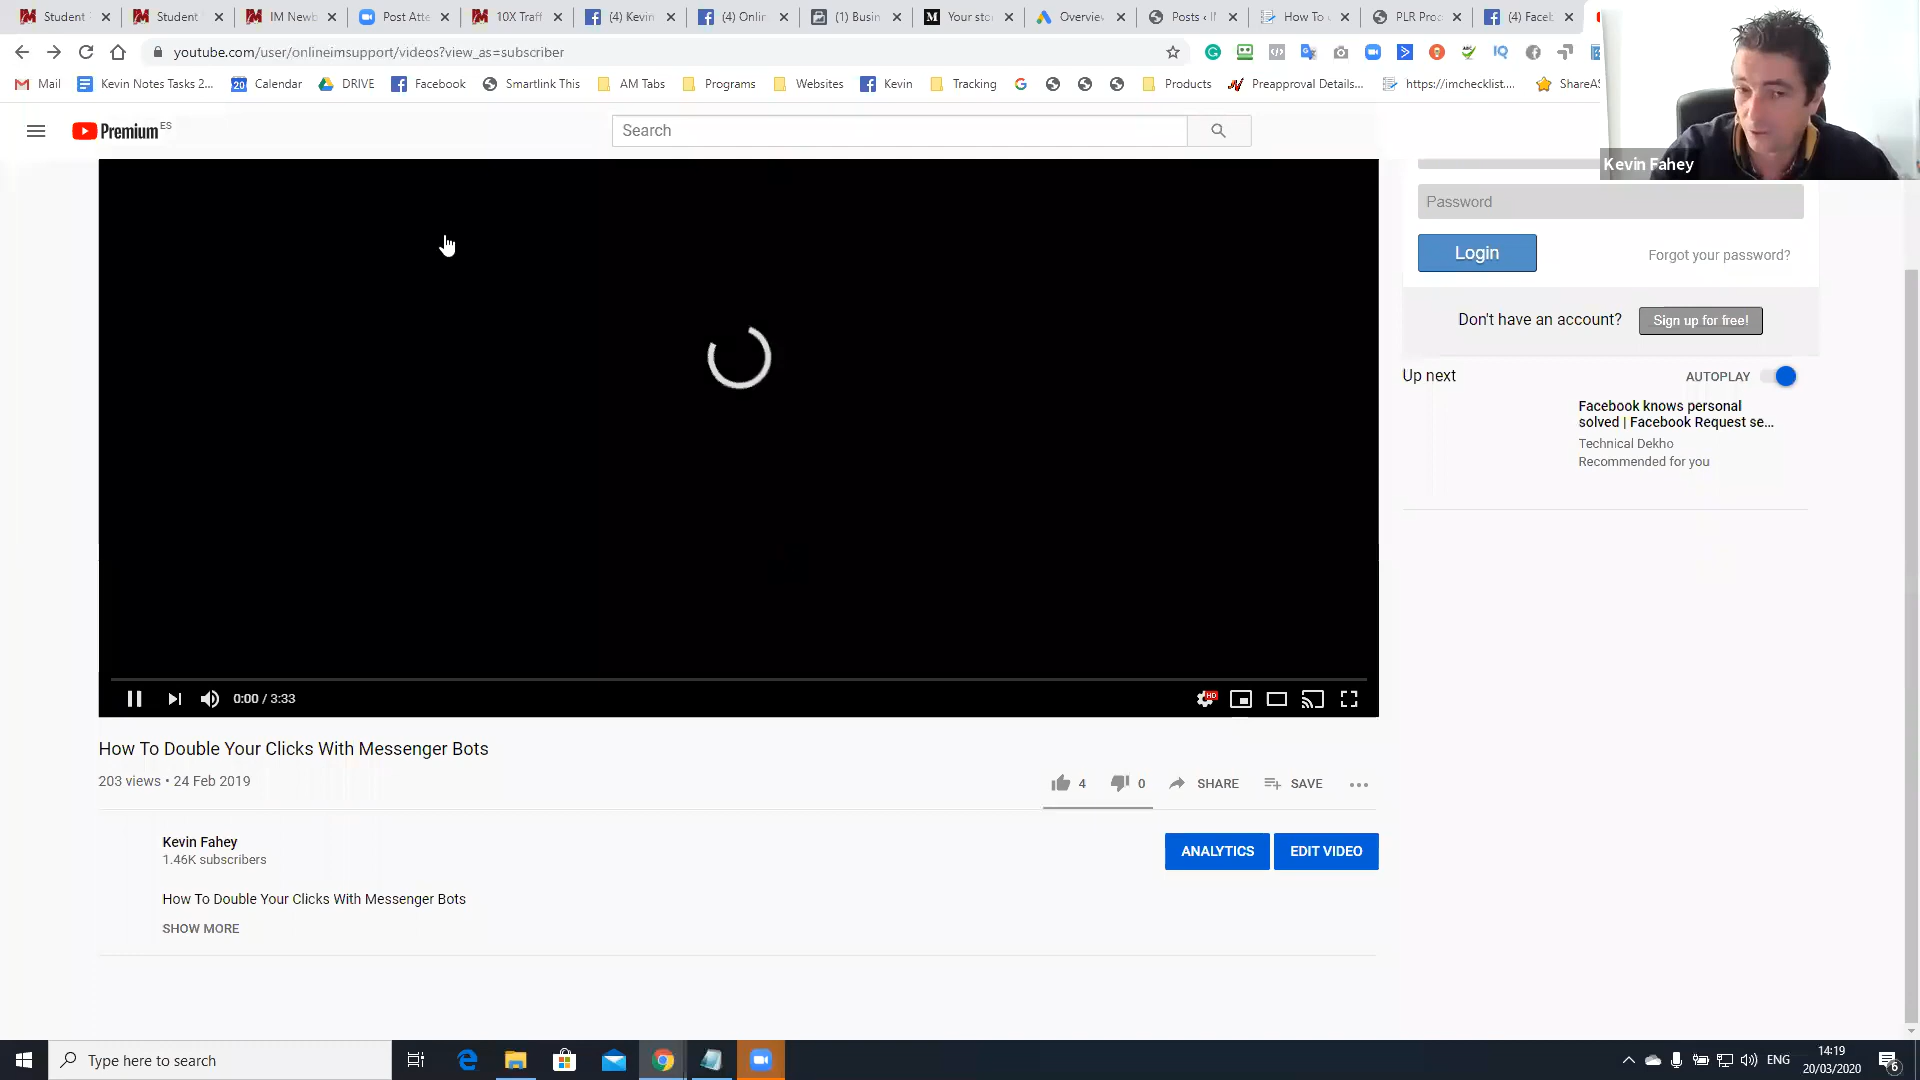 Student
Student
IM Newb
Post Atte
10X Traff
(4) Kevin
(4) Onlin
(1) Busin
Your sto
Overview
Posts ‹ I
How To
PLR Proc
(4) Faceb
youtube.com/user/onlineimsupport/videos?view_as=subscriber
Mail
Kevin Notes Tasks 2...
Calendar
DRIVE
Facebook
Smartlink This
AM Tabs
Programs
Websites
Kevin
Tracking
Products
Preapproval Details...
https://imchecklist....
ShareAS
Premium ES
Search
Kevin Fahey
Password
Login
Forgot your password?
Don't have an account?
Sign up for free!
Up next
AUTOPLAY
Facebook knows personal
solved | Facebook Request se...
Technical Dekho
Recommended for you
0:00 / 3:33
HD
How To Double Your Clicks With Messenger Bots
203 views • 24 Feb 2019
4
0
SHARE
SAVE
Kevin Fahey
1.46K subscribers
ANALYTICS
EDIT VIDEO
How To Double Your Clicks With Messenger Bots
SHOW MORE
Type here to search
ENG
14:19
20/03/2020
6